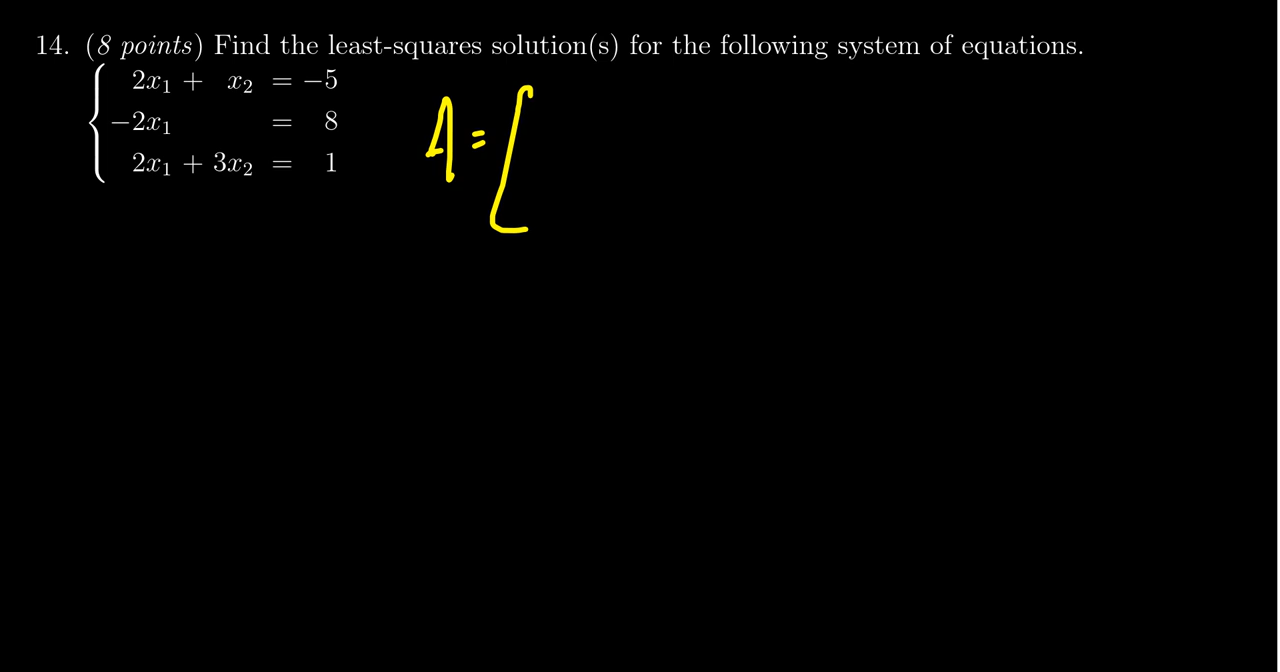 14. (8 points) Find the least-squares solution(s) for the following system of equations.
2x₁ + x₂ = −5
−2x₁ = 8
2x₁ + 3x₂ = 1
A = [